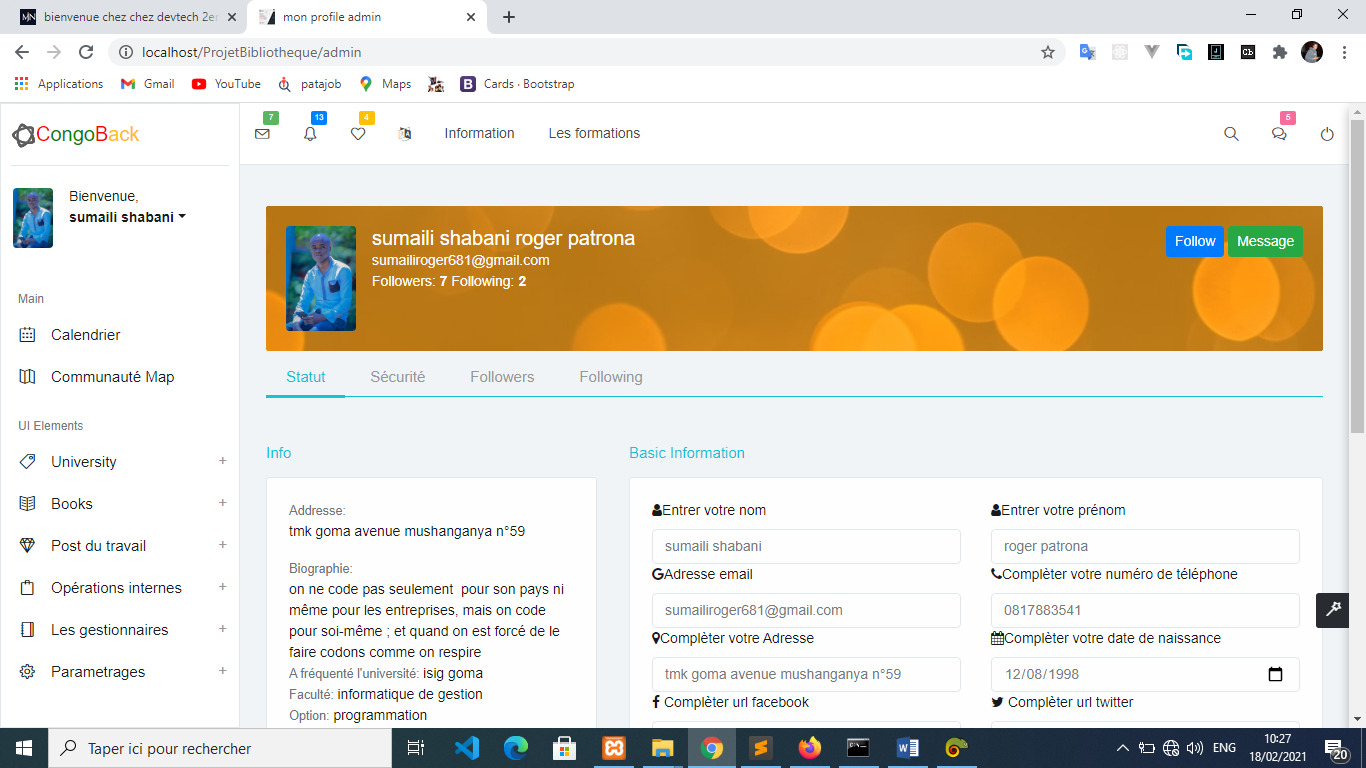 bienvenue chez chez devtech 2er
mon profile admin
localhost/ProjetBibliotheque/admin
Applications
Gmail
YouTube
patajob
Maps
Cards · Bootstrap
CongoBack
7
13
4
Information
Les formations
5
Bienvenue,
sumaili shabani
sumaili shabani roger patrona
sumailiroger681@gmail.com
Followers: 7 Following: 2
Follow
Message
Main
Calendrier
Communauté Map
UI Elements
University +
Books +
Post du travail +
Opérations internes +
Les gestionnaires +
Parametrages +
Statut
Sécurité
Followers
Following
Info
Addresse:
tmk goma avenue mushanganya n°59
Biographie:
on ne code pas seulement pour son pays ni
même pour les entreprises, mais on code
pour soi-même ; et quand on est forcé de le
faire codons comme on respire
A fréquenté l'université: isig goma
Faculté: informatique de gestion
Option: programmation
Basic Information
Entrer votre nom
sumaili shabani
Entrer votre prénom
roger patrona
Adresse email
sumailiroger681@gmail.com
Compléter votre numéro de téléphone
0817883541
Compléter votre Adresse
tmk goma avenue mushanganya n°59
Compléter votre date de naissance
12/08/1998
Compléter url facebook
Compléter url twitter
Taper ici pour rechercher
ENG
10:27
18/02/2021
20